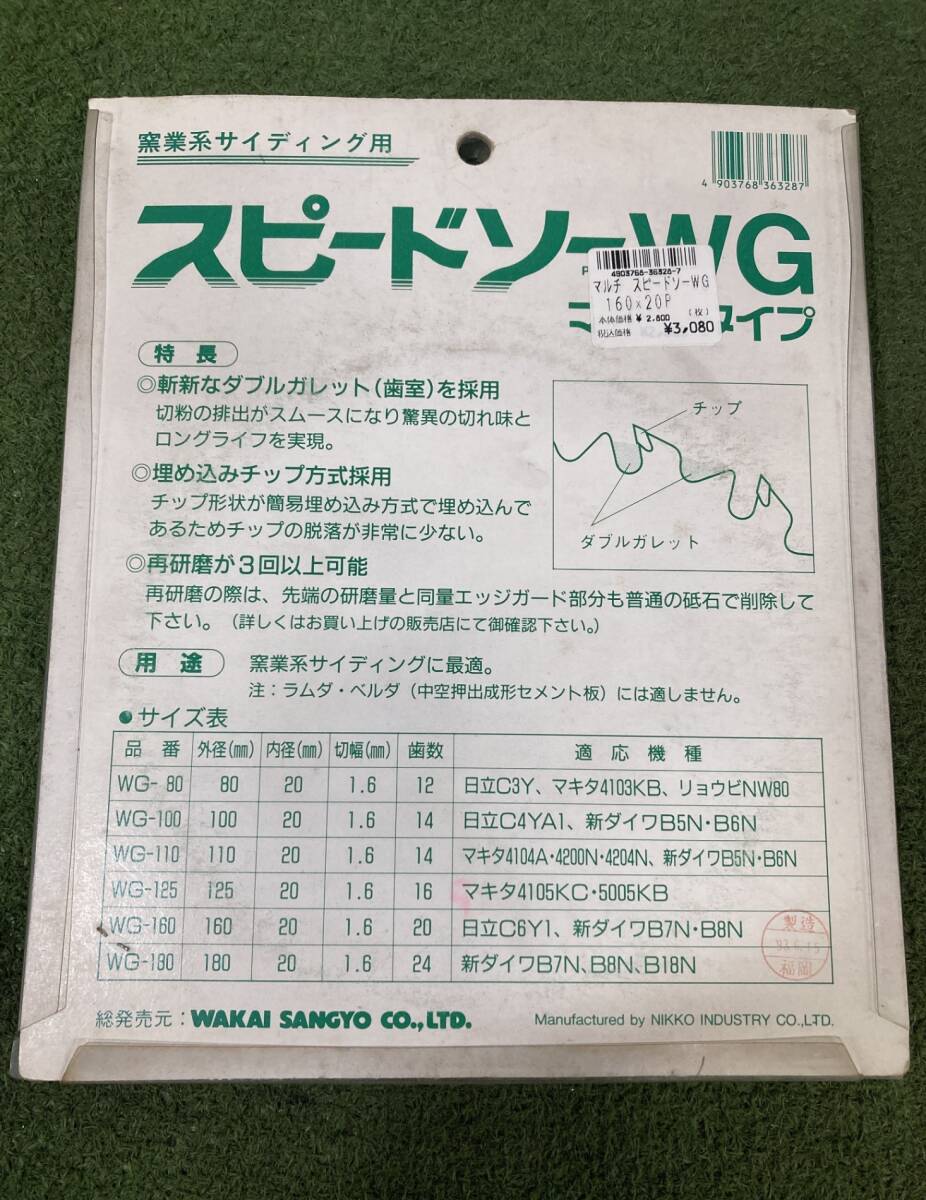 窯業系サイディング用
4 903768 363287
スピードソーWG
4903768-36328-7
マルチ スピードソーWG
160×20P
本体価格 ¥ 2,800 (枚)
税込価格 ¥3,080
イプ
特長
◎斬新なダブルガレット(歯室)を採用
切粉の排出がスムースになり驚異の切れ味と
ロングライフを実現。
チップ
ダブルガレット
◎埋め込みチップ方式採用
チップ形状が簡易埋め込み方式で埋め込んで
あるためチップの脱落が非常に少ない。
◎再研磨が3回以上可能
再研磨の際は、先端の研磨量と同量エッジガード部分も普通の砥石で削除して
下さい。(詳しくはお買い上げの販売店にて御確認下さい。)
用途 窯業系サイディングに最適。
注:ラムダ・ベルダ(中空押出成形セメント板)には適しません。
●サイズ表
品番 外径(mm) 内径(mm) 切幅(mm) 歯数 適応機種
WG-80 80 20 1.6 12 日立C3Y、マキタ4103KB、リョウビNW80
WG-100 100 20 1.6 14 日立C4YA1、新ダイワB5N・B6N
WG-110 110 20 1.6 14 マキタ4104A・4200N・4204N、新ダイワB5N・B6N
WG-125 125 20 1.6 16 マキタ4105KC・5005KB
WG-160 160 20 1.6 20 日立C6Y1、新ダイワB7N・B8N
WG-180 180 20 1.6 24 新ダイワB7N、B8N、B18N
製造
福岡
総発売元:WAKAI SANGYO CO.,LTD.
Manufactured by NIKKO INDUSTRY CO.,LTD.